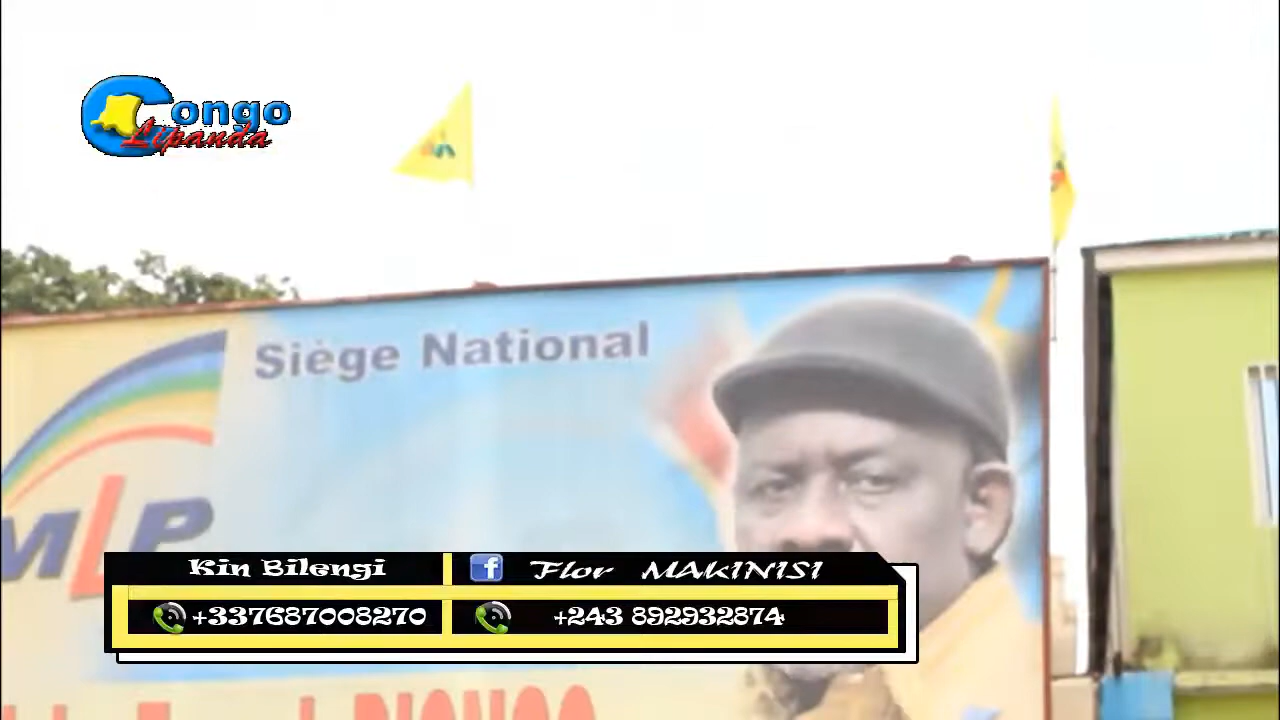 Congo
Lipanda
Siège National
MLP
Kin Bilengi
Flor MAKINISI
+337687008270
+243 892932874